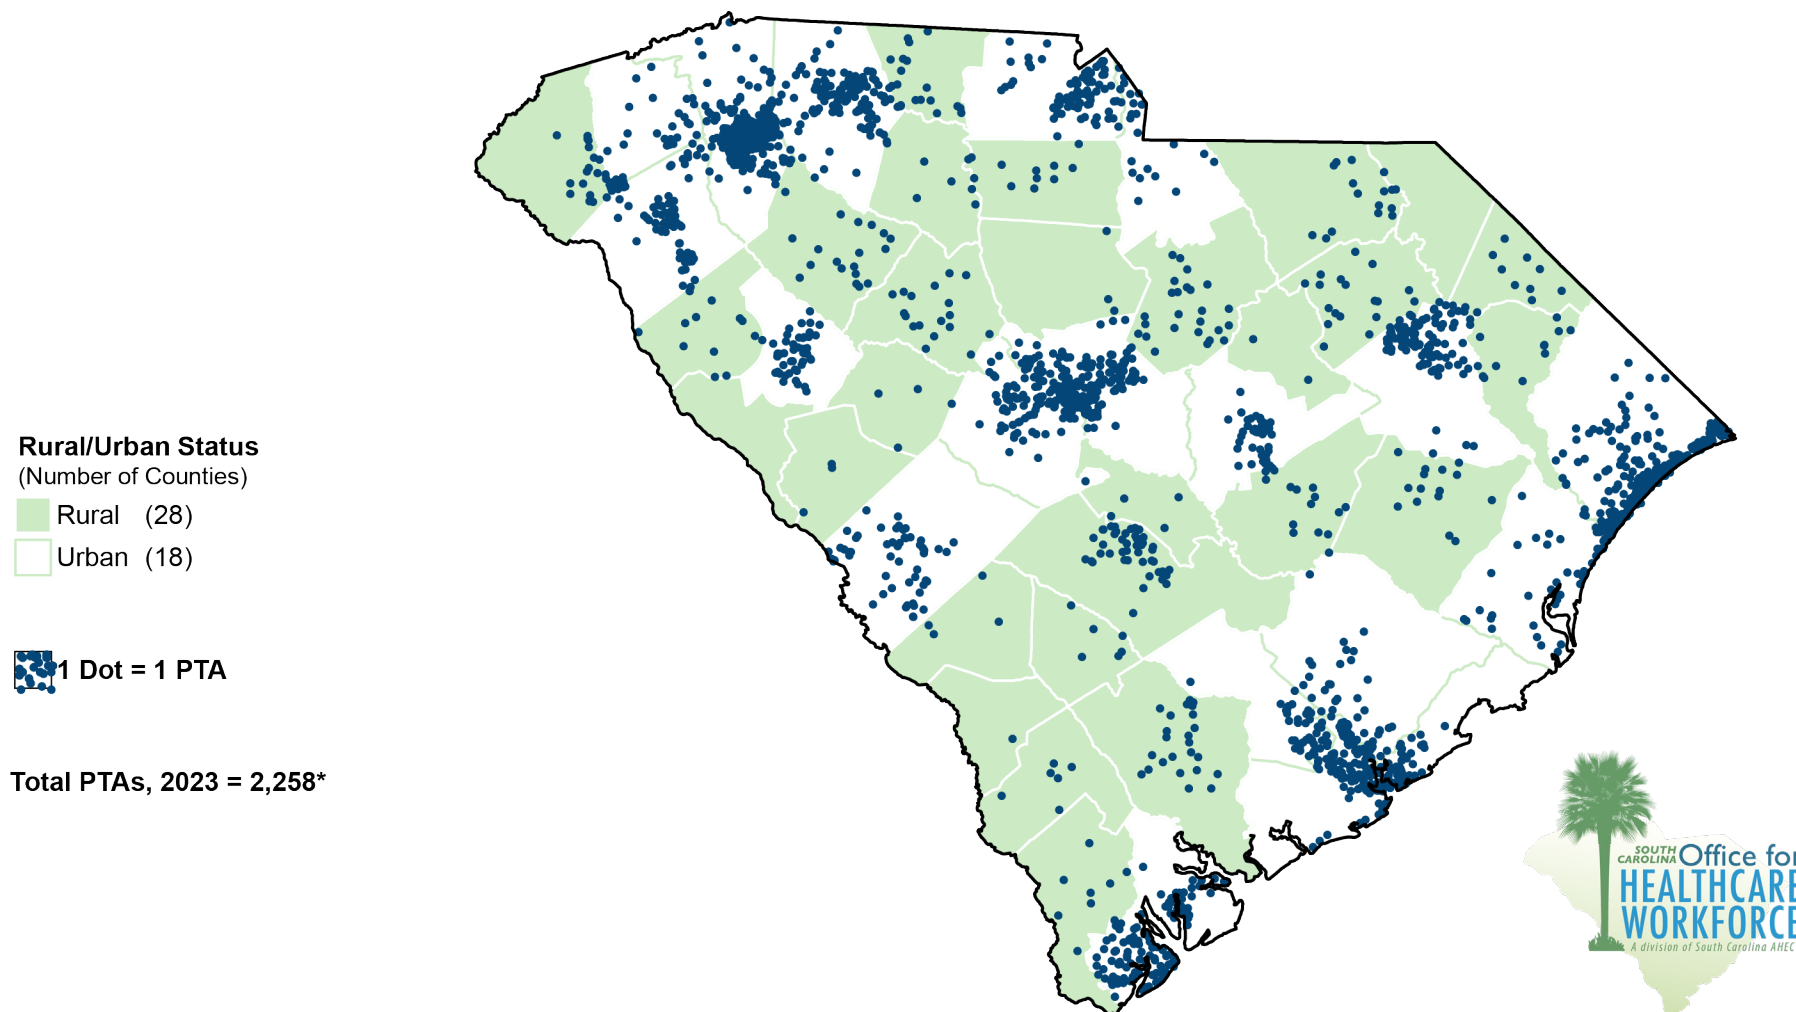 Rural/Urban Status
(Number of Counties)
Rural (28)
Urban (18)
1 Dot = 1 PTA
Total PTAs, 2023 = 2,258*
SOUTH CAROLINA Office for
HEALTHCARE
WORKFORCE
A division of South Carolina AHEC